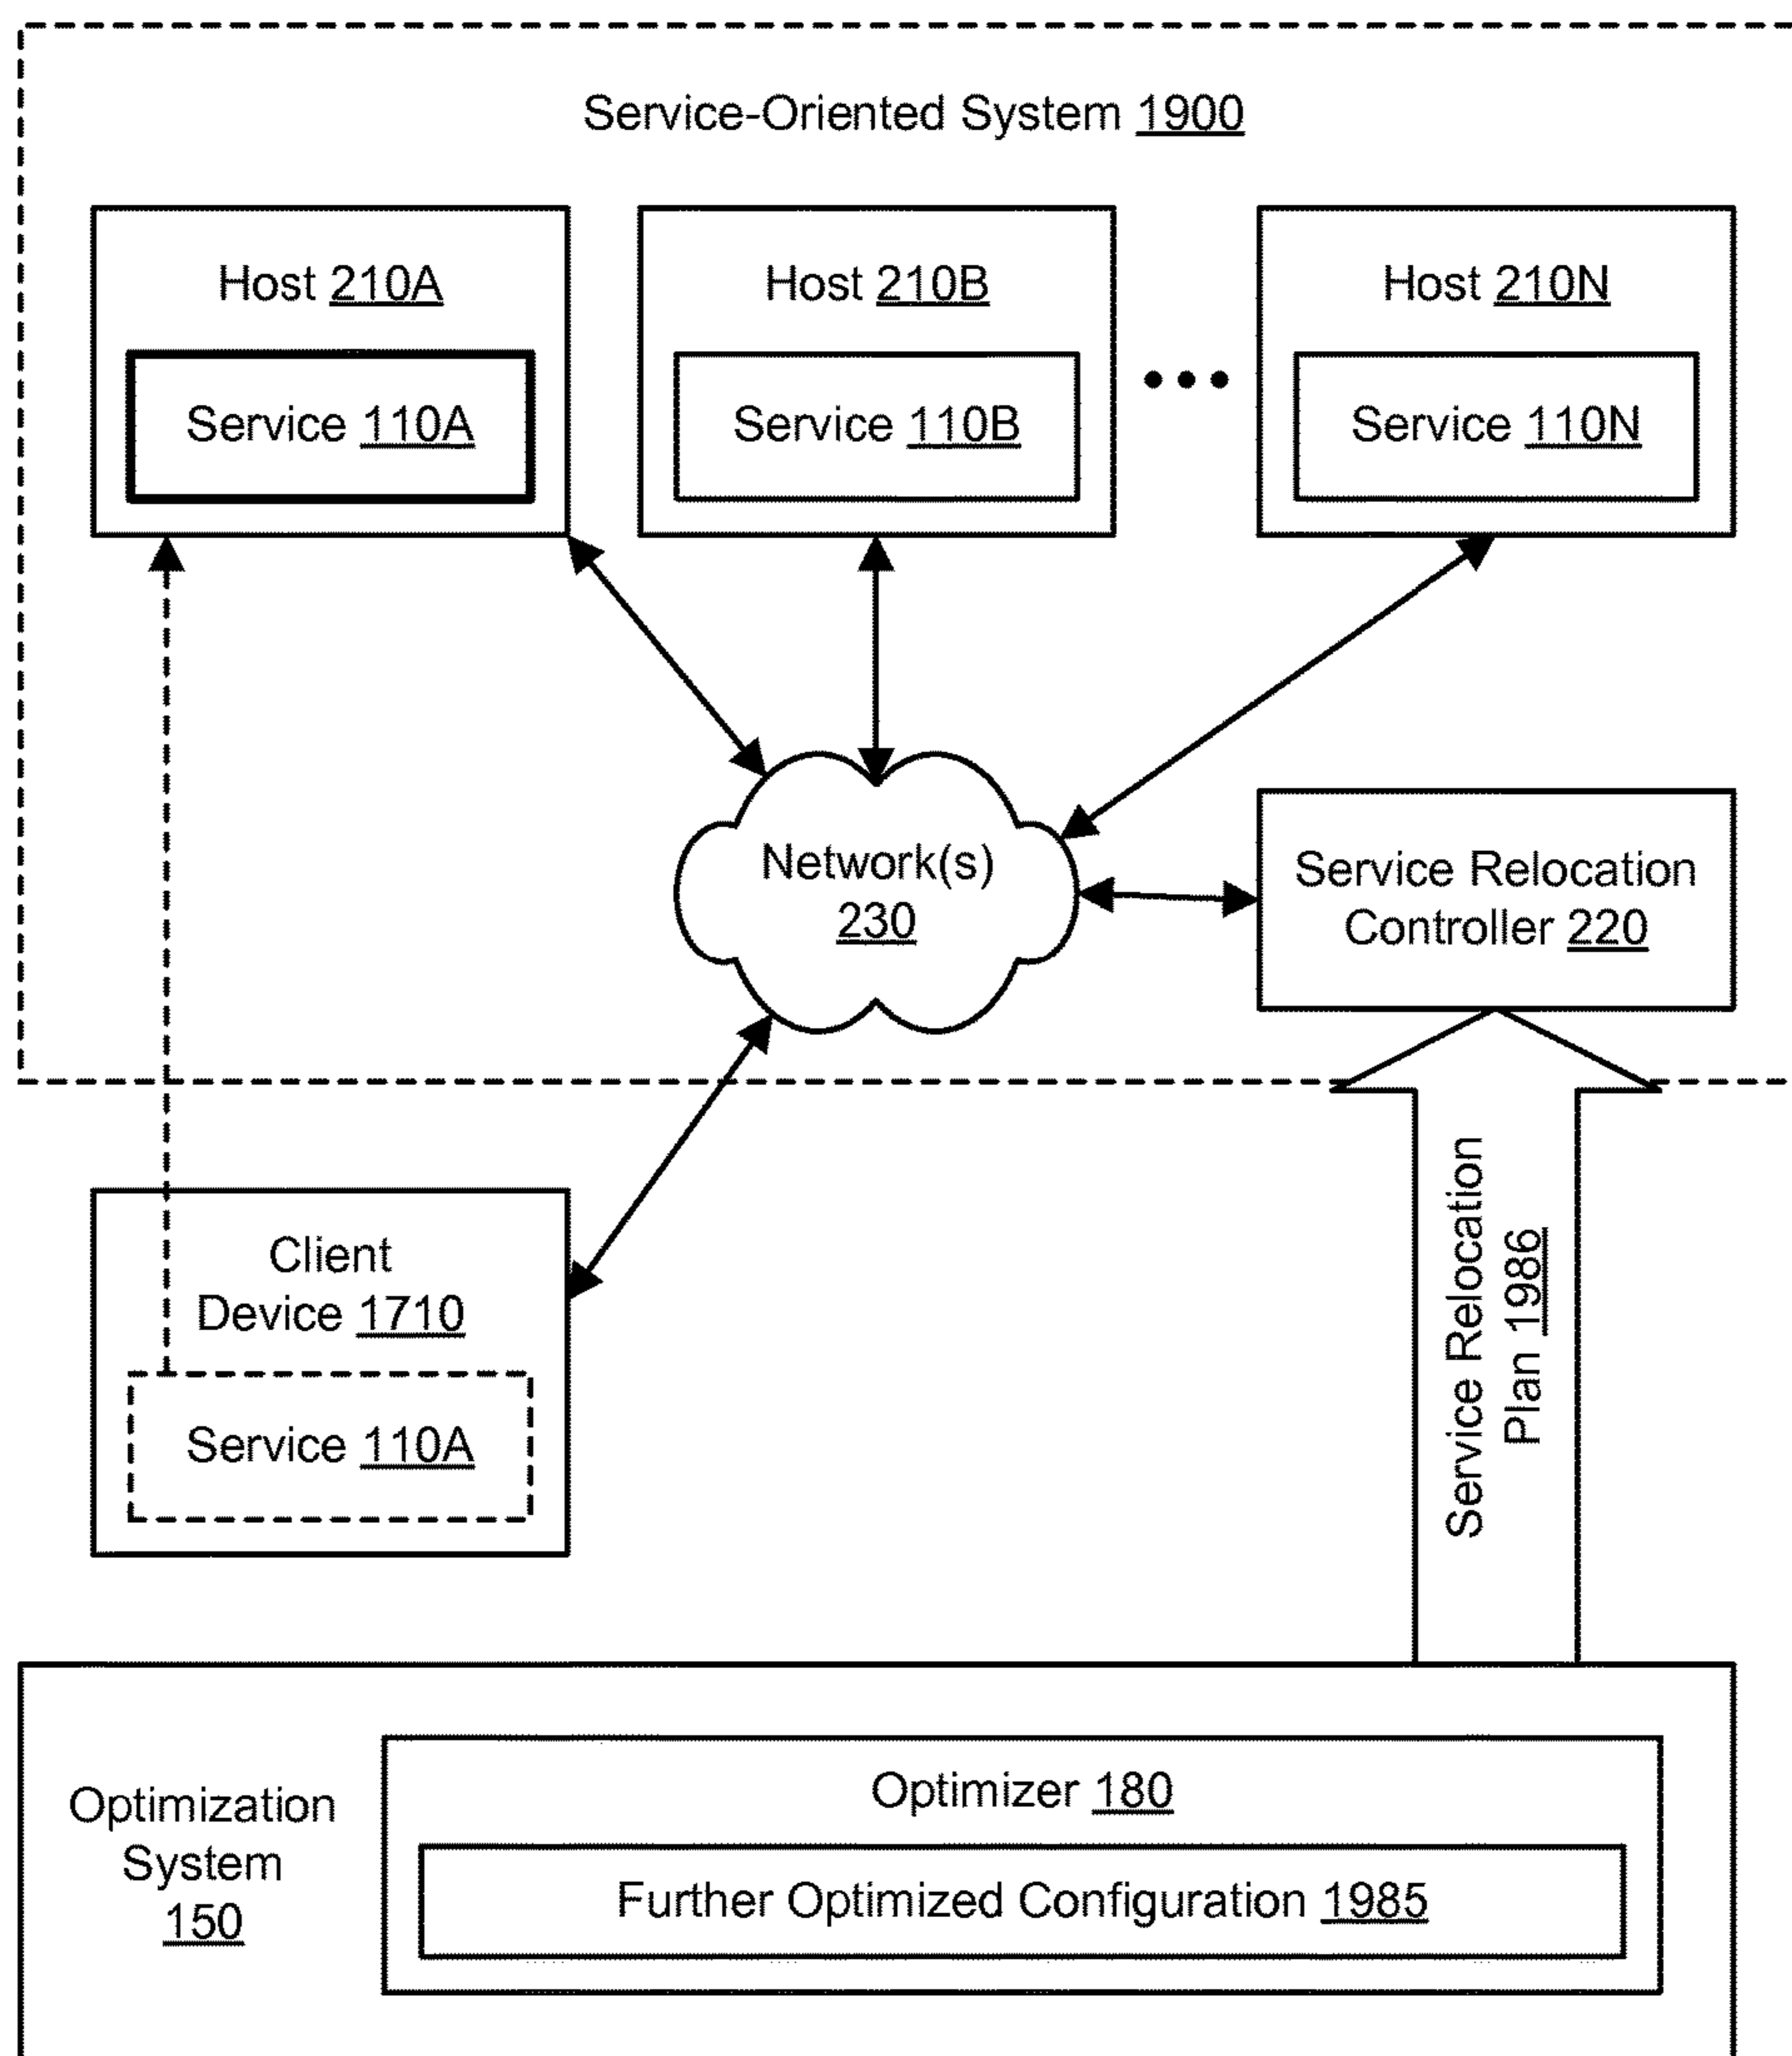 Service-Oriented System 1900
Host 210A
Service 110A
Host 210B
Service 110B
Host 210N
Service 110N
Network(s)
230
Service Relocation
Controller 220
Client
Device 1710
Service 110A
Service Relocation
Plan 1986
Optimization
System
150
Optimizer 180
Further Optimized Configuration 1985